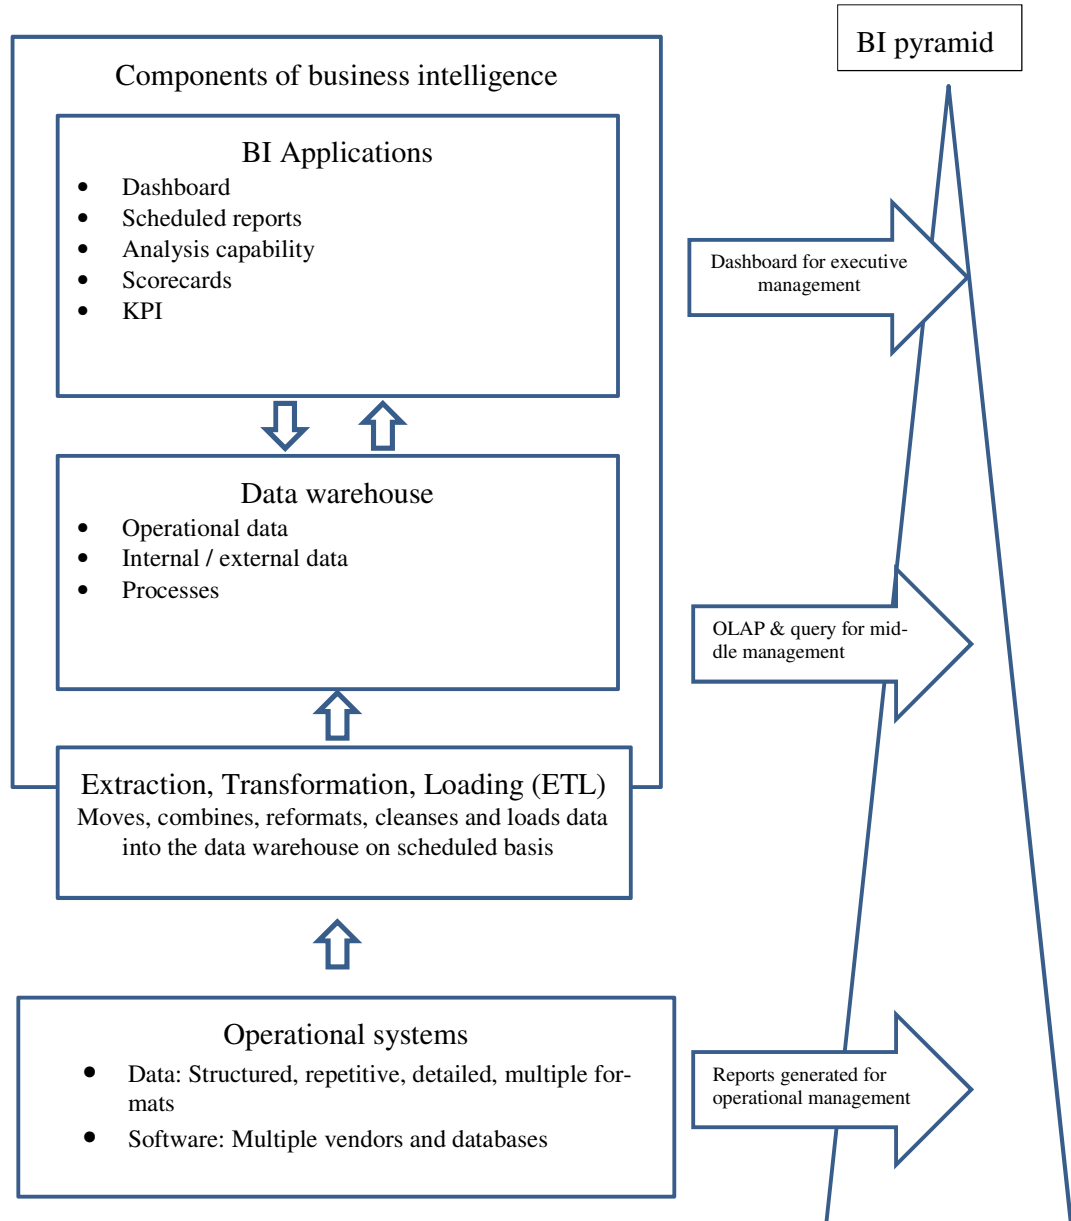 BI pyramid
Components of business intelligence
BI Applications
• Dashboard
• Scheduled reports
• Analysis capability
• Scorecards
• KPI
Dashboard for executive
management
Data warehouse
• Operational data
• Internal / external data
• Processes
OLAP & query for mid-
dle management
Extraction, Transformation, Loading (ETL)
Moves, combines, reformats, cleanses and loads data
into the data warehouse on scheduled basis
Operational systems
• Data: Structured, repetitive, detailed, multiple for-
mats
• Software: Multiple vendors and databases
Reports generated for
operational management